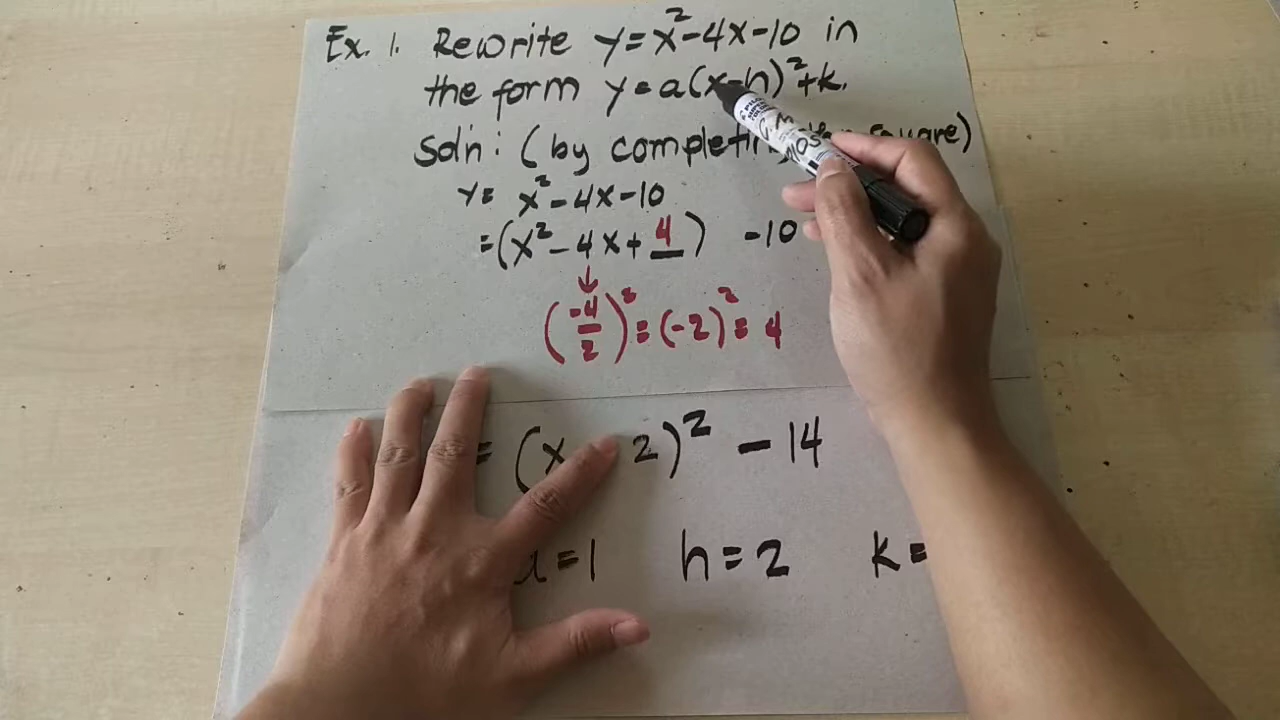 Ex. 1. Rewrite y=x²-4x-10 in
the form y=a(x-h)²+k.
Soln: (by completing the square)
y= x²-4x-10
=(x²-4x+4) -10
(-4/2)²=(-2)²=4
= (x 2)² -14
a=1 h=2 k=